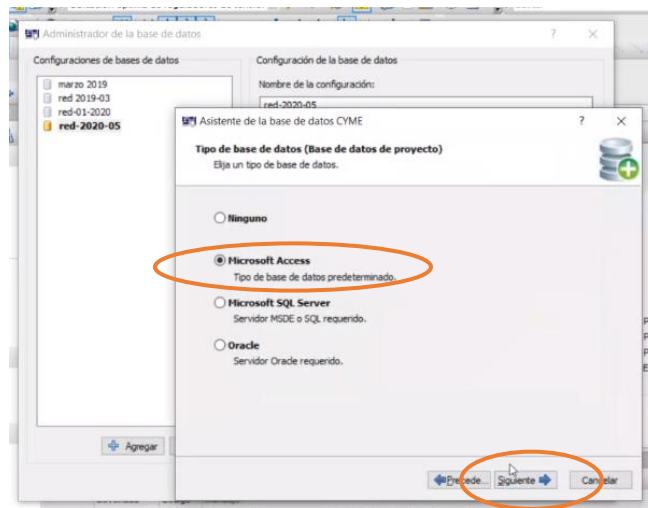 Administrador de la base de datos
Configuraciones de bases de datos
marzo 2019
red 2019-03
red-01-2020
red-2020-05
Agregar
Configuración de la base de datos
Nombre de la configuración:
red-2020-05
Asistente de la base de datos CYME
Tipo de base de datos (Base de datos de proyecto)
Elija un tipo de base de datos.
Ninguno
Microsoft Access
Tipo de base de datos predeterminado.
Microsoft SQL Server
Servidor MSDE o SQL requerido.
Oracle
Servidor Oracle requerido.
Precede...
Siguiente
Cancelar